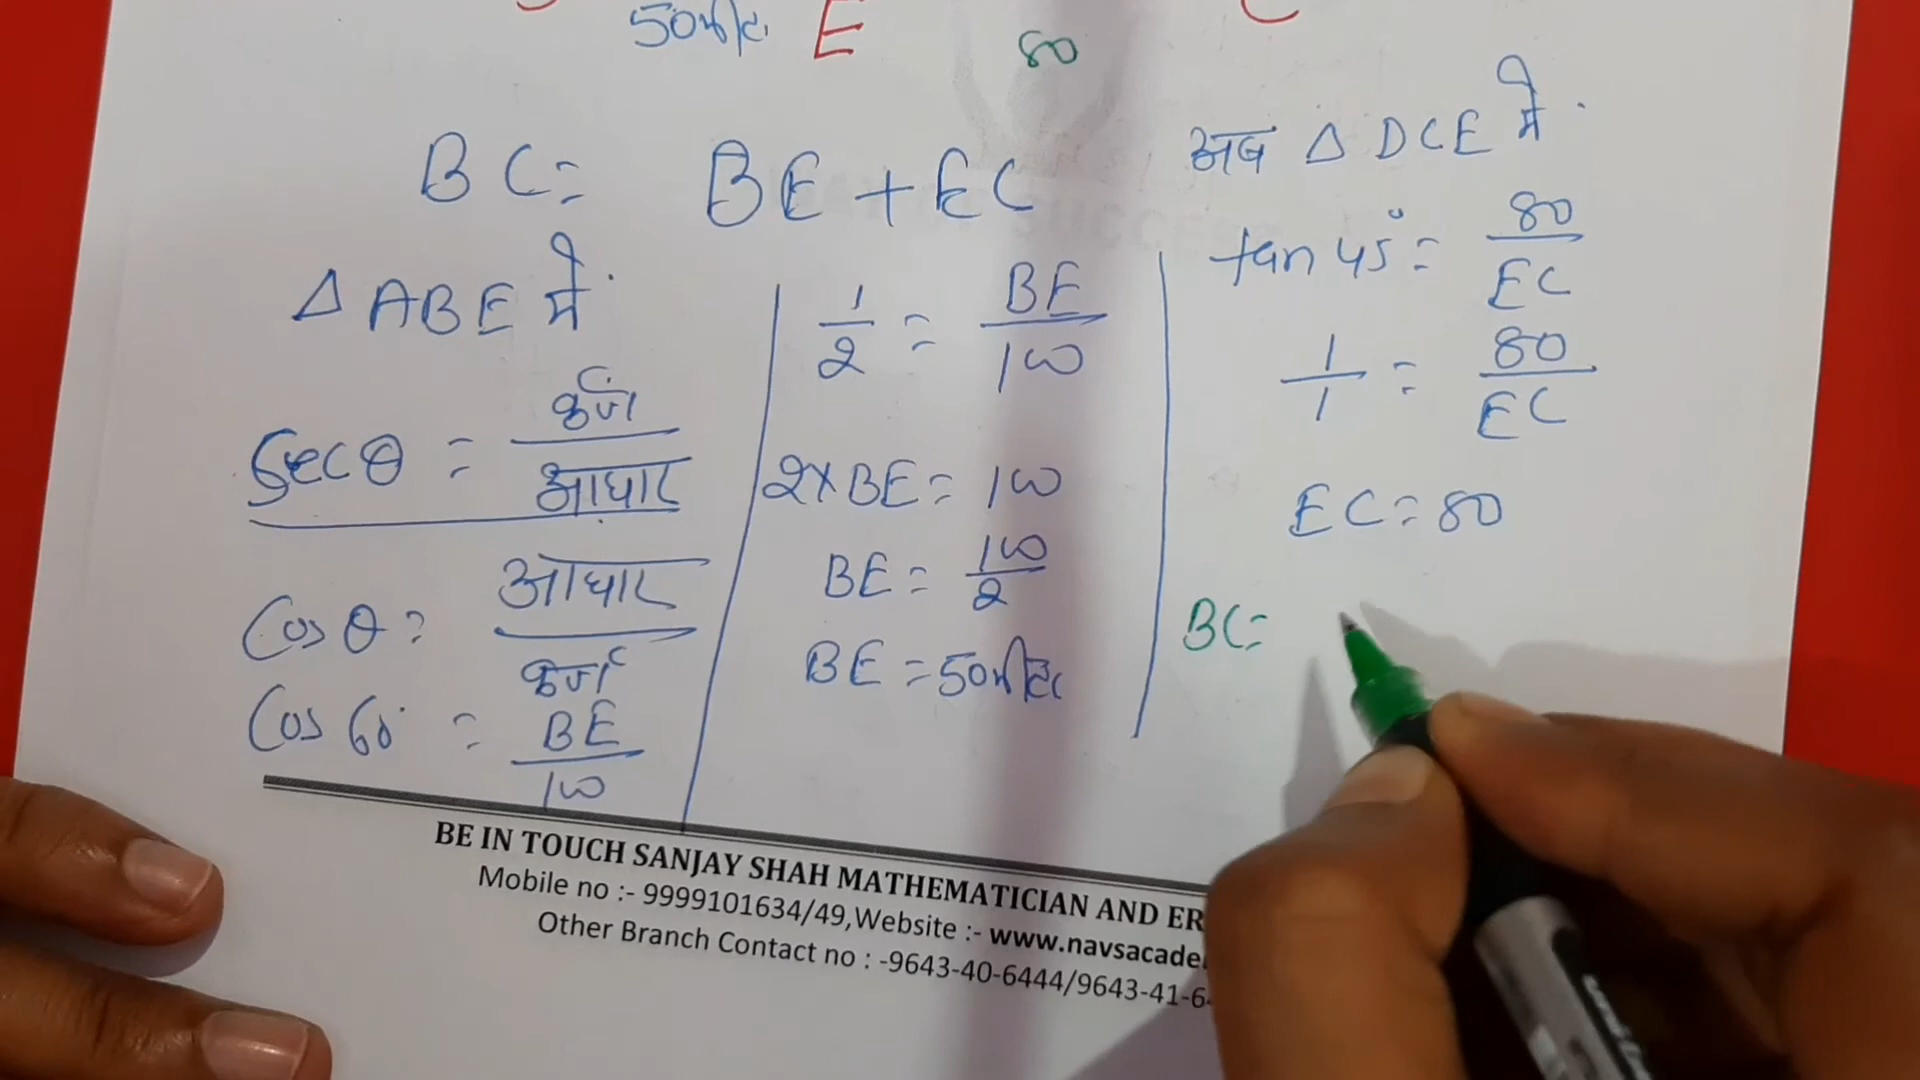 50मी. E 80
BC = BE + EC
Δ ABE में
secθ = कर्ण / आधार
Cosθ = आधार / कर्ण
Cos 60° = BE / 100
1/2 = BE / 100
2×BE = 100
BE = 100/2
BE = 50मी.
अब Δ DCE में
tan 45° = 80 / EC
1/1 = 80 / EC
EC = 80
BC =
BE IN TOUCH SANJAY SHAH MATHEMATICIAN AND ER
Mobile no :- 9999101634/49,Website :- www.navsacade
Other Branch Contact no : -9643-40-6444/9643-41-6